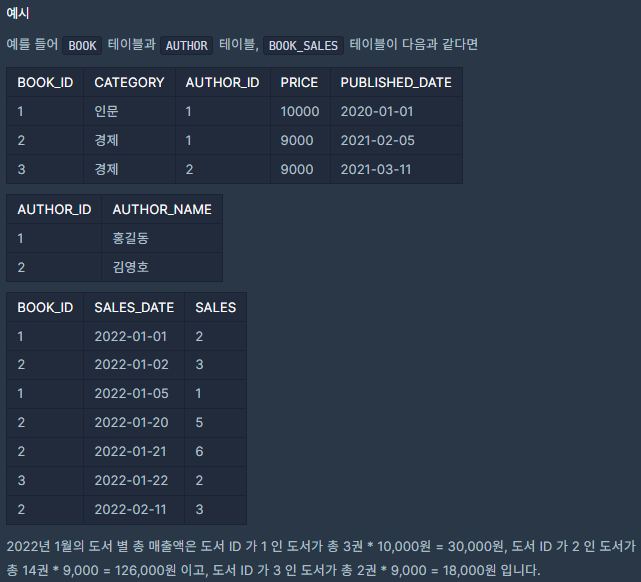 예시
예를 들어 BOOK 테이블과 AUTHOR 테이블, BOOK_SALES 테이블이 다음과 같다면
BOOK_ID CATEGORY AUTHOR_ID PRICE PUBLISHED_DATE
1 인문 1 10000 2020-01-01
2 경제 1 9000 2021-02-05
3 경제 2 9000 2021-03-11
AUTHOR_ID AUTHOR_NAME
1 홍길동
2 김영호
BOOK_ID SALES_DATE SALES
1 2022-01-01 2
2 2022-01-02 3
1 2022-01-05 1
2 2022-01-20 5
2 2022-01-21 6
3 2022-01-22 2
2 2022-02-11 3
2022년 1월의 도서 별 총 매출액은 도서 ID 가 1 인 도서가 총 3권 * 10,000원 = 30,000원, 도서 ID 가 2 인 도서가
총 14권 * 9,000 = 126,000원 이고, 도서 ID 가 3 인 도서가 총 2권 * 9,000 = 18,000원 입니다.